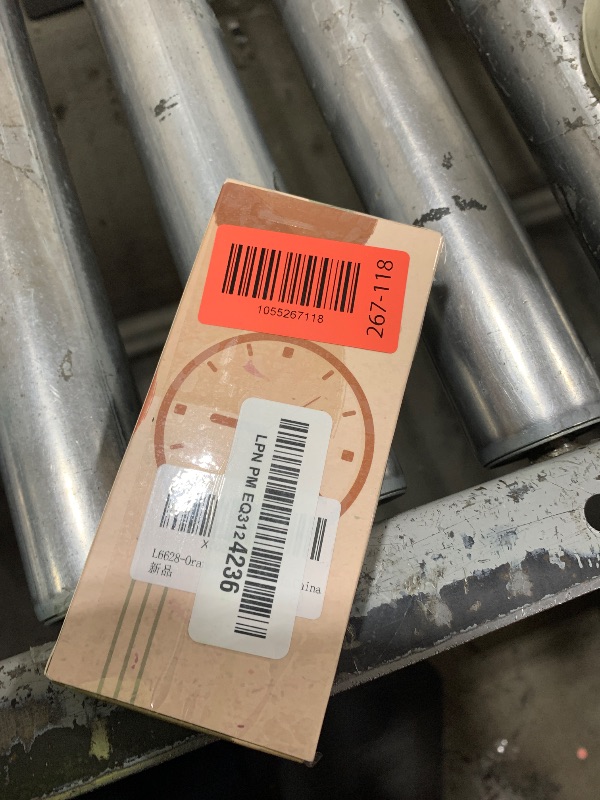 1055267118
267-118
LPN PM EQ3124236
X
L6628-Ora
新品
ina